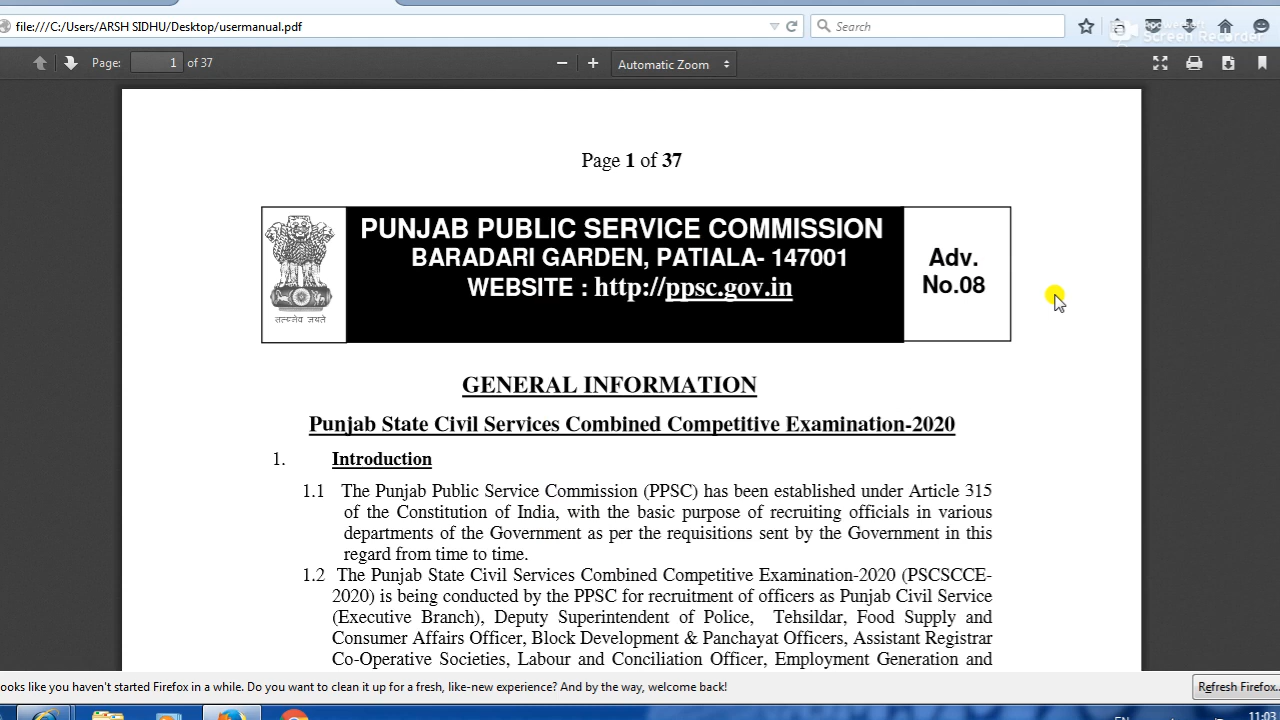 file:///C:/Users/ARSH SIDHU/Desktop/usermanual.pdf
Search
Screen Recorder
Page: 1 of 37
Automatic Zoom
Page 1 of 37
PUNJAB PUBLIC SERVICE COMMISSION
BARADARI GARDEN, PATIALA- 147001
WEBSITE : http://ppsc.gov.in
Adv.
No.08
सत्यमेव जयते
GENERAL INFORMATION
Punjab State Civil Services Combined Competitive Examination-2020
1. Introduction
1.1 The Punjab Public Service Commission (PPSC) has been established under Article 315
of the Constitution of India, with the basic purpose of recruiting officials in various
departments of the Government as per the requisitions sent by the Government in this
regard from time to time.
1.2 The Punjab State Civil Services Combined Competitive Examination-2020 (PSCSCCE-
2020) is being conducted by the PPSC for recruitment of officers as Punjab Civil Service
(Executive Branch), Deputy Superintendent of Police, Tehsildar, Food Supply and
Consumer Affairs Officer, Block Development & Panchayat Officers, Assistant Registrar
Co-Operative Societies, Labour and Conciliation Officer, Employment Generation and
ooks like you haven't started Firefox in a while. Do you want to clean it up for a fresh, like-new experience? And by the way, welcome back!
Refresh Firefox..
11:03